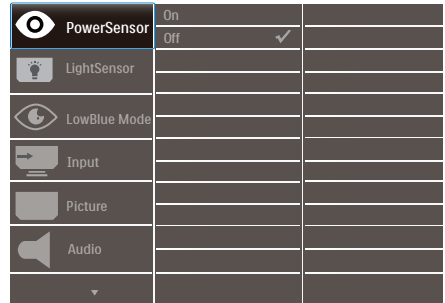 PowerSensor
On
Off
LightSensor
LowBlue Mode
Input
Picture
Audio